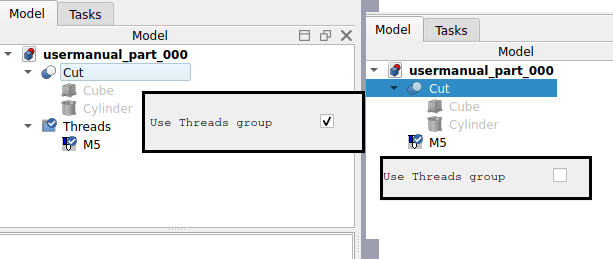 Model
Tasks
Model
usermanual_part_000
Cut
Cube
Cylinder
Threads
M5
Use Threads group
Model
Tasks
Model
usermanual_part_000
Cut
Cube
Cylinder
M5
Use Threads group